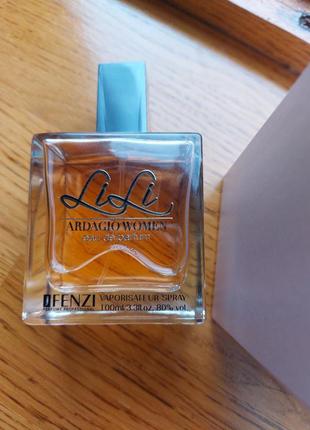 LiLi
ARDAGIO WOMEN
eau de parfum
JFENZI VAPORISATEUR-SPRAY
100ml 3.3fl.oz. 80% vol.